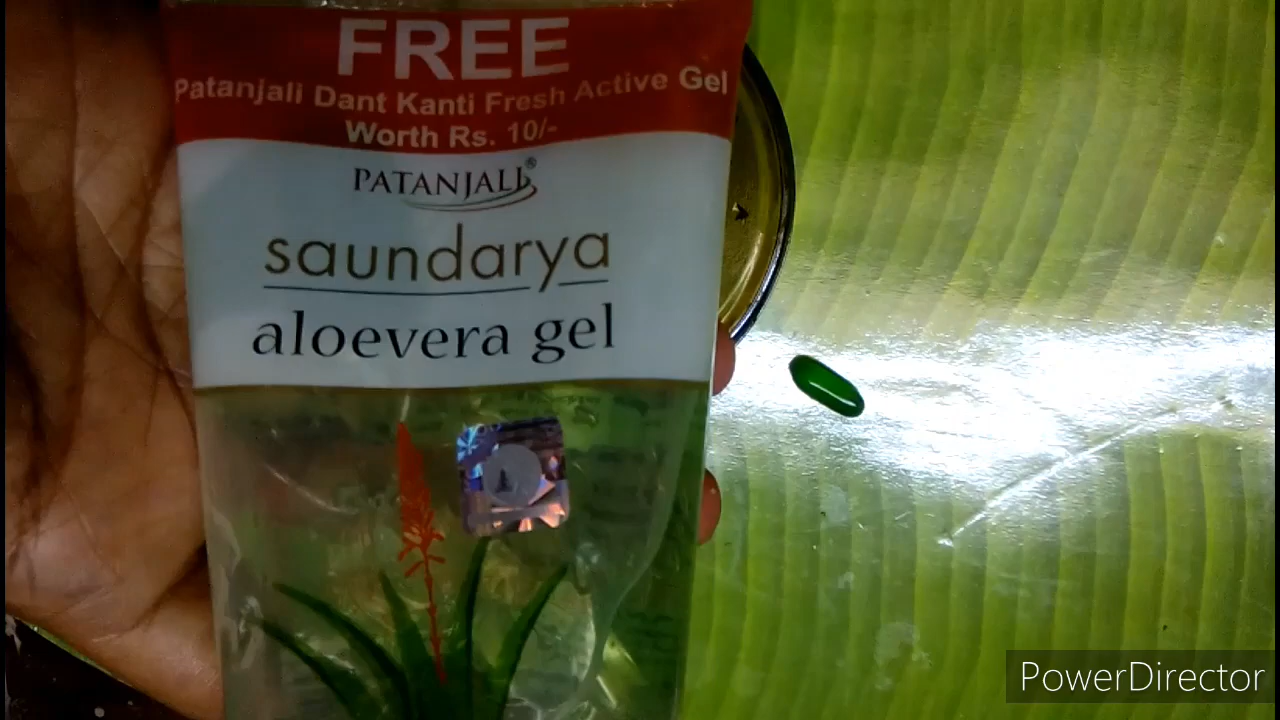 FREE
Patanjali Dant Kanti Fresh Active Gel
Worth Rs. 10/-
PATANJALI®
saundarya
aloevera gel
PowerDirector